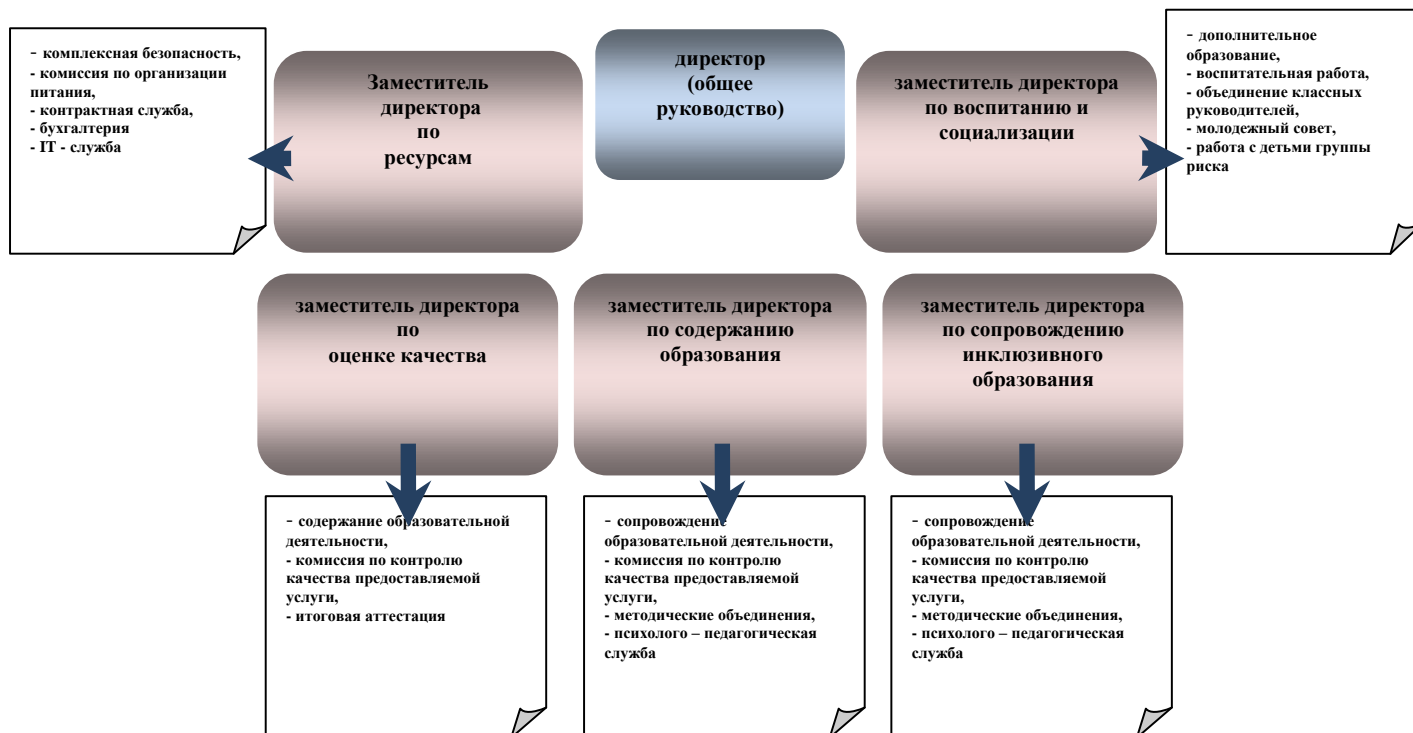 - комплексная безопасность,
- комиссия по организации
питания,
- контрактная служба,
- бухгалтерия
- IT - служба
Заместитель
директора
по
ресурсам
директор
(общее
руководство)
заместитель директора
по воспитанию и
социализации
- дополнительное
образование,
- воспитательная работа,
- объединение классных
руководителей,
- молодежный совет,
- работа с детьми группы
риска
заместитель директора
по
оценке качества
заместитель директора
по содержанию
образования
заместитель директора
по сопровождению
инклюзивного
образования
- содержание образовательной
деятельности,
- комиссия по контролю
качества предоставляемой
услуги,
- итоговая аттестация
- сопровождение
образовательной деятельности,
- комиссия по контролю
качества предоставляемой
услуги,
- методические объединения,
- психолого – педагогическая
служба
- сопровождение
образовательной деятельности,
- комиссия по контролю
качества предоставляемой
услуги,
- методические объединения,
- психолого – педагогическая
служба